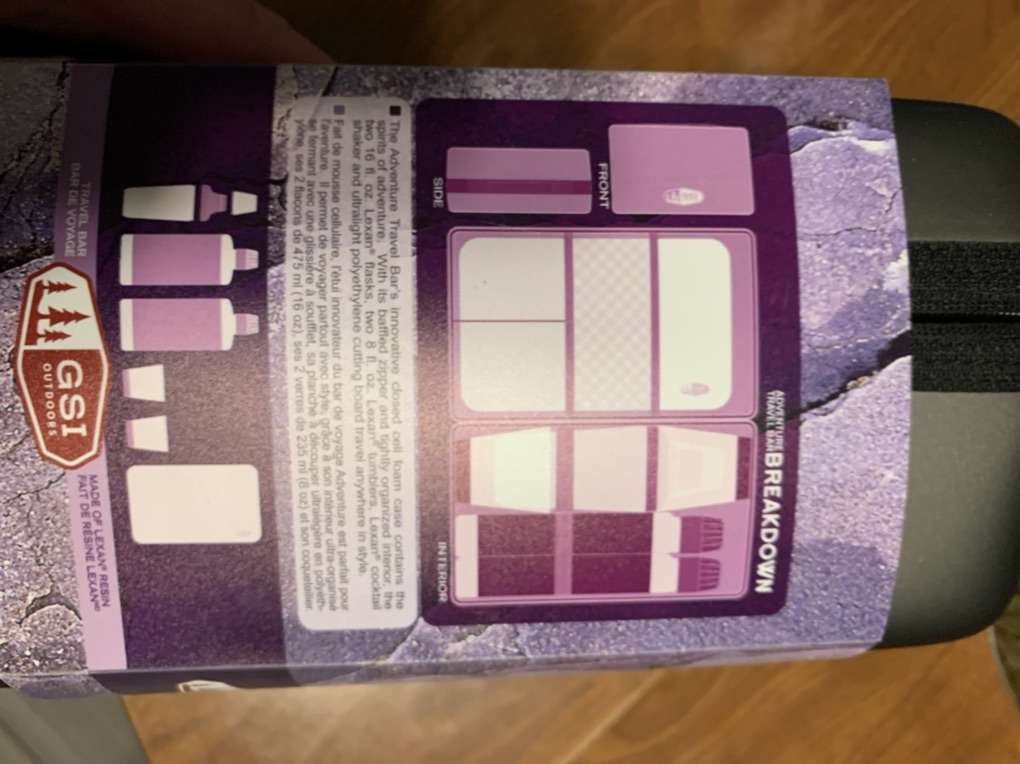 ADVENTURE
TRAVEL BAR BREAKDOWN
FRONT
SIDE
INTERIOR
The Adventure Travel Bar's innovative closed cell foam case contains the
spirits of adventure. With its baffled zipper and tightly organized interior, the
two 16 fl. oz. Lexan® flasks, two 8 fl. oz. Lexan® tumblers, Lexan® cocktail
shaker and ultralight polyethylene cutting board travel anywhere in style.
Fait de mousse cellulaire, l'étui innovateur du bar de voyage Adventure est parfait pour
l'aventure. Il permet de voyager partout avec style, grâce à son intérieur ultra-organisé
se fermant avec une glissière à soufflet, sa planche à découper ultralégère en polyéth-
ylène, ses 2 flacons de 475 ml (16 oz), ses 2 verres de 235 ml (8 oz) et son coquetellier.
TRAVEL BAR
BAR DE VOYAGE
GSI
OUTDOORS
MADE OF LEXAN® RESIN
FAIT DE RÉSINE LEXAN